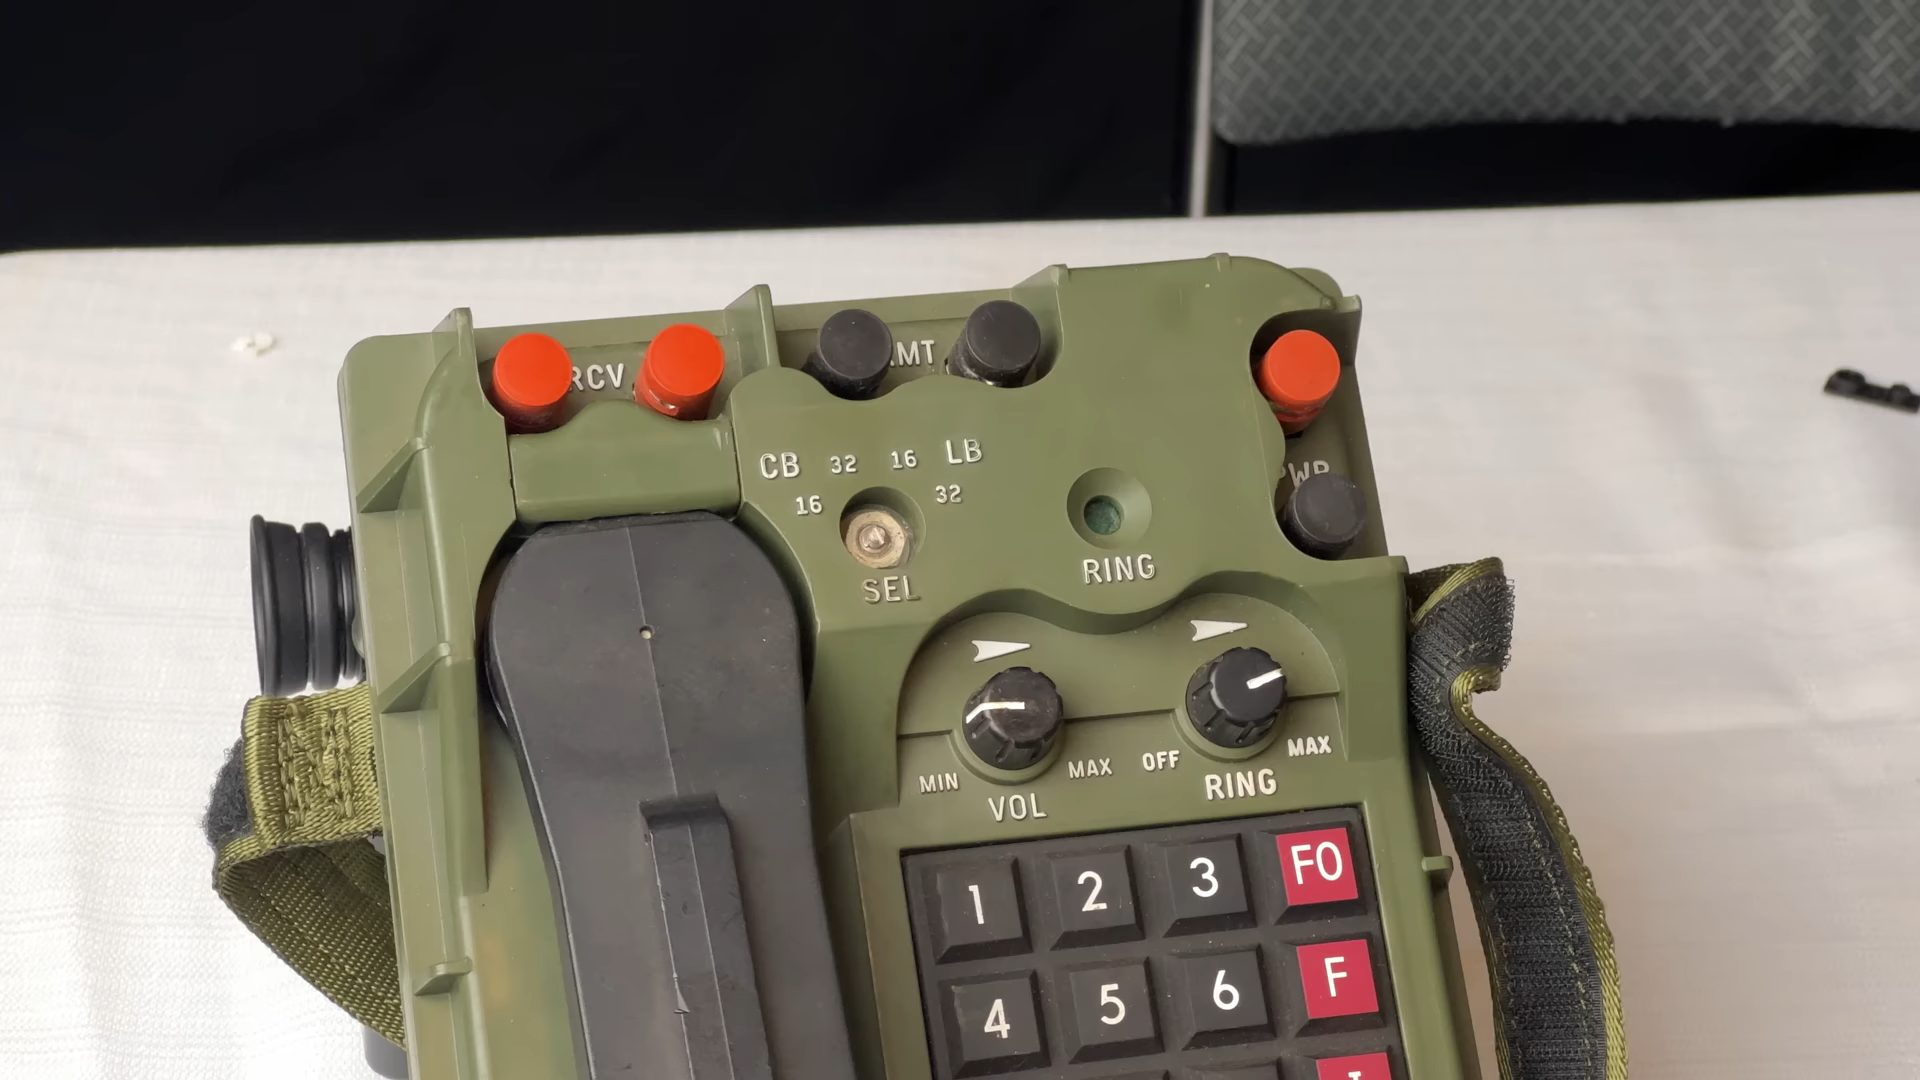 RCV
MT
CB 32 16 LB
16 32
SEL
RING
PWR
MIN MAX
VOL
OFF MAX
RING
1 2 3 FO
4 5 6 F